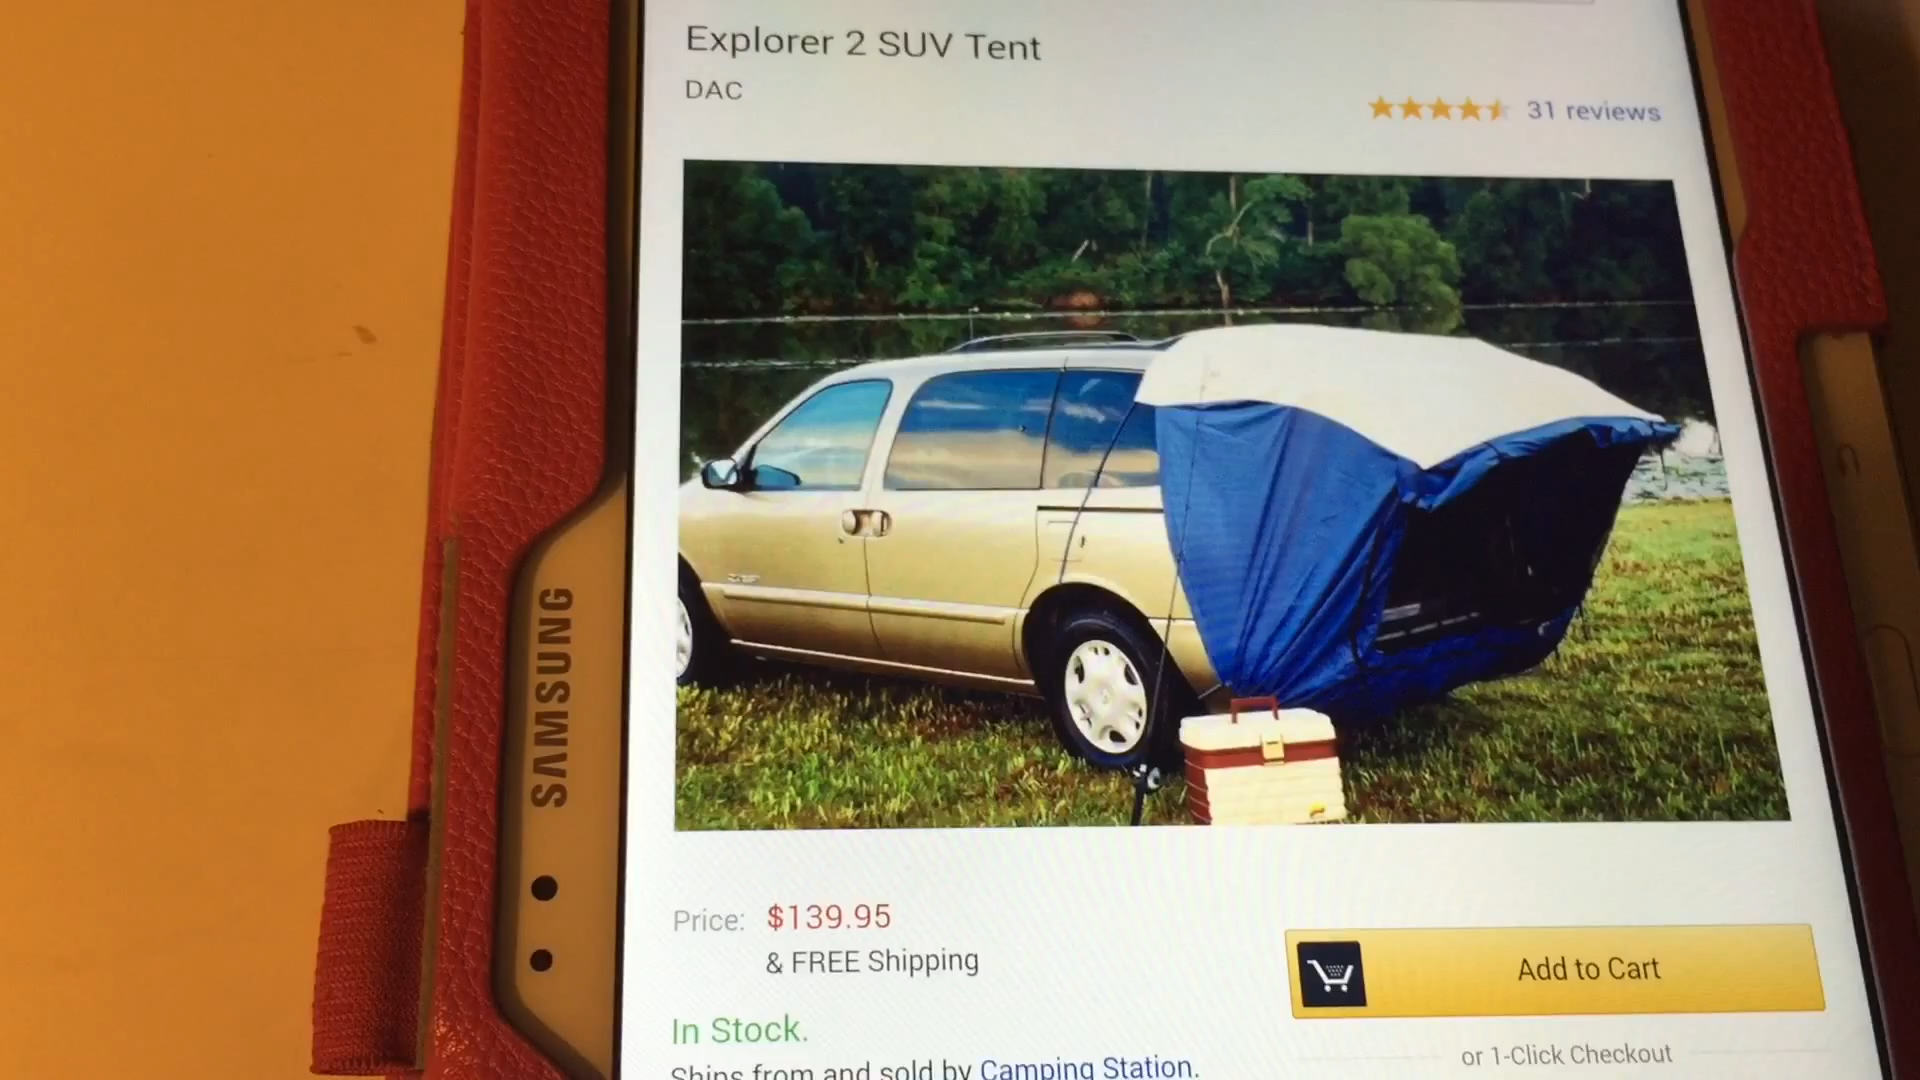 Explorer 2 SUV Tent
DAC
31 reviews
SAMSUNG
Price: $139.95
& FREE Shipping
Add to Cart
In Stock.
or 1-Click Checkout
Ships from and sold by Camping Station.